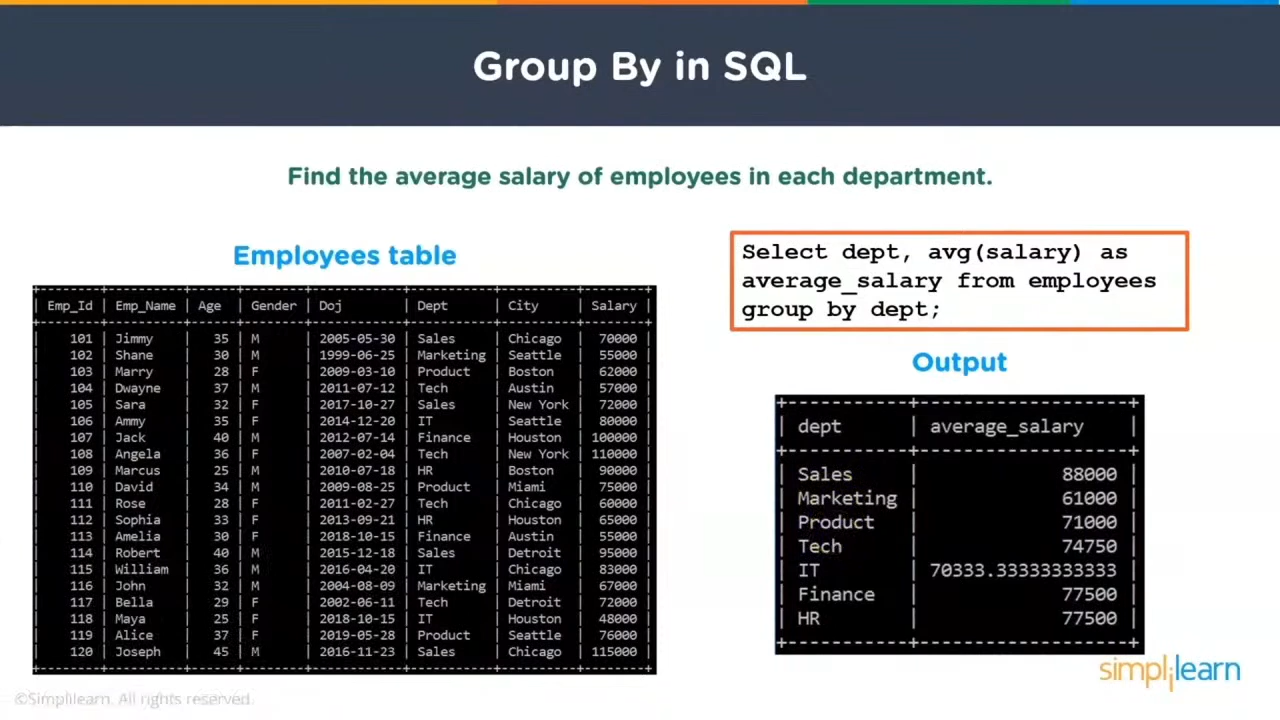 Group By in SQL
Find the average salary of employees in each department.
Employees table
| Emp_Id | Emp_Name | Age | Gender | Doj | Dept | City | Salary |
| 101 | Jimmy | 35 | M | 2005-05-30 | Sales | Chicago | 70000 |
| 102 | Shane | 30 | M | 1999-06-25 | Marketing | Seattle | 55000 |
| 103 | Marry | 28 | F | 2009-03-10 | Product | Boston | 62000 |
| 104 | Dwayne | 37 | M | 2011-07-12 | Tech | Austin | 57000 |
| 105 | Sara | 32 | F | 2017-10-27 | Sales | New York | 72000 |
| 106 | Ammy | 35 | F | 2014-12-20 | IT | Seattle | 80000 |
| 107 | Jack | 40 | M | 2012-07-14 | Finance | Houston | 100000 |
| 108 | Angela | 36 | F | 2007-02-04 | Tech | New York | 110000 |
| 109 | Marcus | 25 | M | 2010-07-18 | HR | Boston | 90000 |
| 110 | David | 34 | M | 2009-08-25 | Product | Miami | 75000 |
| 111 | Rose | 28 | F | 2011-02-27 | Tech | Chicago | 60000 |
| 112 | Sophia | 33 | F | 2013-09-21 | HR | Houston | 65000 |
| 113 | Amelia | 30 | F | 2018-10-15 | Finance | Austin | 55000 |
| 114 | Robert | 40 | M | 2015-12-18 | Sales | Detroit | 95000 |
| 115 | William | 36 | M | 2016-04-20 | IT | Chicago | 83000 |
| 116 | John | 32 | M | 2004-08-09 | Marketing | Miami | 67000 |
| 117 | Bella | 29 | F | 2002-06-11 | Tech | Detroit | 72000 |
| 118 | Maya | 25 | F | 2018-10-15 | IT | Houston | 48000 |
| 119 | Alice | 37 | F | 2019-05-28 | Product | Seattle | 76000 |
| 120 | Joseph | 45 | M | 2016-11-23 | Sales | Chicago | 115000 |
Select dept, avg(salary) as
average_salary from employees
group by dept;
Output
| dept | average_salary |
| Sales | 88000 |
| Marketing | 61000 |
| Product | 71000 |
| Tech | 74750 |
| IT | 70333.33333333333 |
| Finance | 77500 |
| HR | 77500 |
simplilearn
©Simplilearn. All rights reserved.